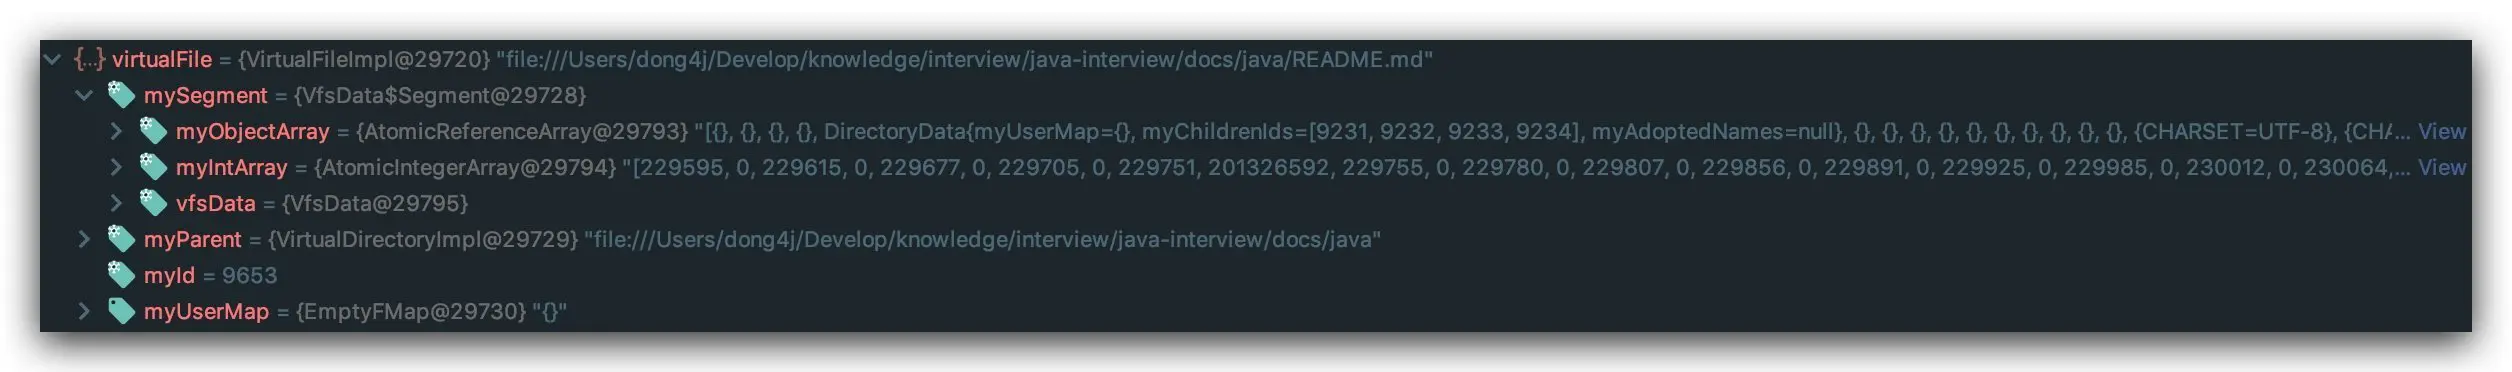 {...} virtualFile = {VirtualFileImpl@29720} "file:///Users/dong4j/Develop/knowledge/interview/java-interview/docs/java/README.md"
mySegment = {VfsData$Segment@29728}
myObjectArray = {AtomicReferenceArray@29793} "[{}, {}, {}, {}, DirectoryData{myUserMap={}, myChildrenIds=[9231, 9232, 9233, 9234], myAdoptedNames=null}, {}, {}, {}, {}, {}, {}, {}, {}, {}, {}, {CHARSET=UTF-8}, {CHA... View
myIntArray = {AtomicIntegerArray@29794} "[229595, 0, 229615, 0, 229677, 0, 229705, 0, 229751, 201326592, 229755, 0, 229780, 0, 229807, 0, 229856, 0, 229891, 0, 229925, 0, 229985, 0, 230012, 0, 230064,... View
vfsData = {VfsData@29795}
myParent = {VirtualDirectoryImpl@29729} "file:///Users/dong4j/Develop/knowledge/interview/java-interview/docs/java"
myId = 9653
myUserMap = {EmptyFMap@29730} "{}"